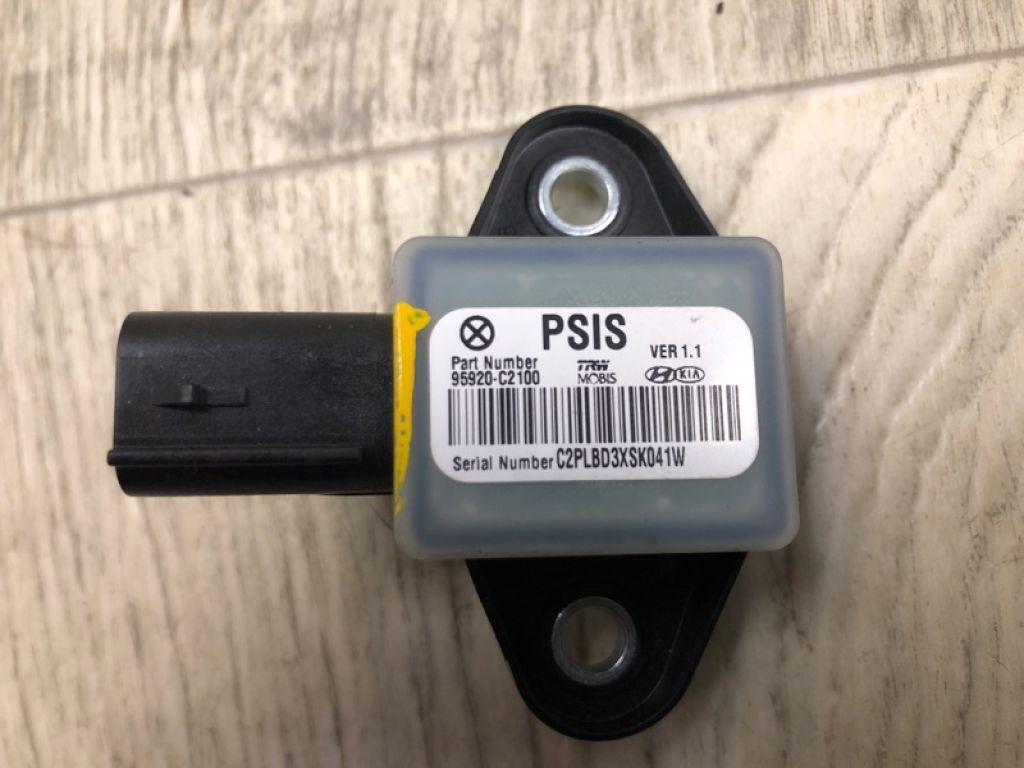 PSIS
Part Number
95920-C2100
TRW
MOBIS
VER 1.1
KIA
Serial Number C2PLBD3XSK041W